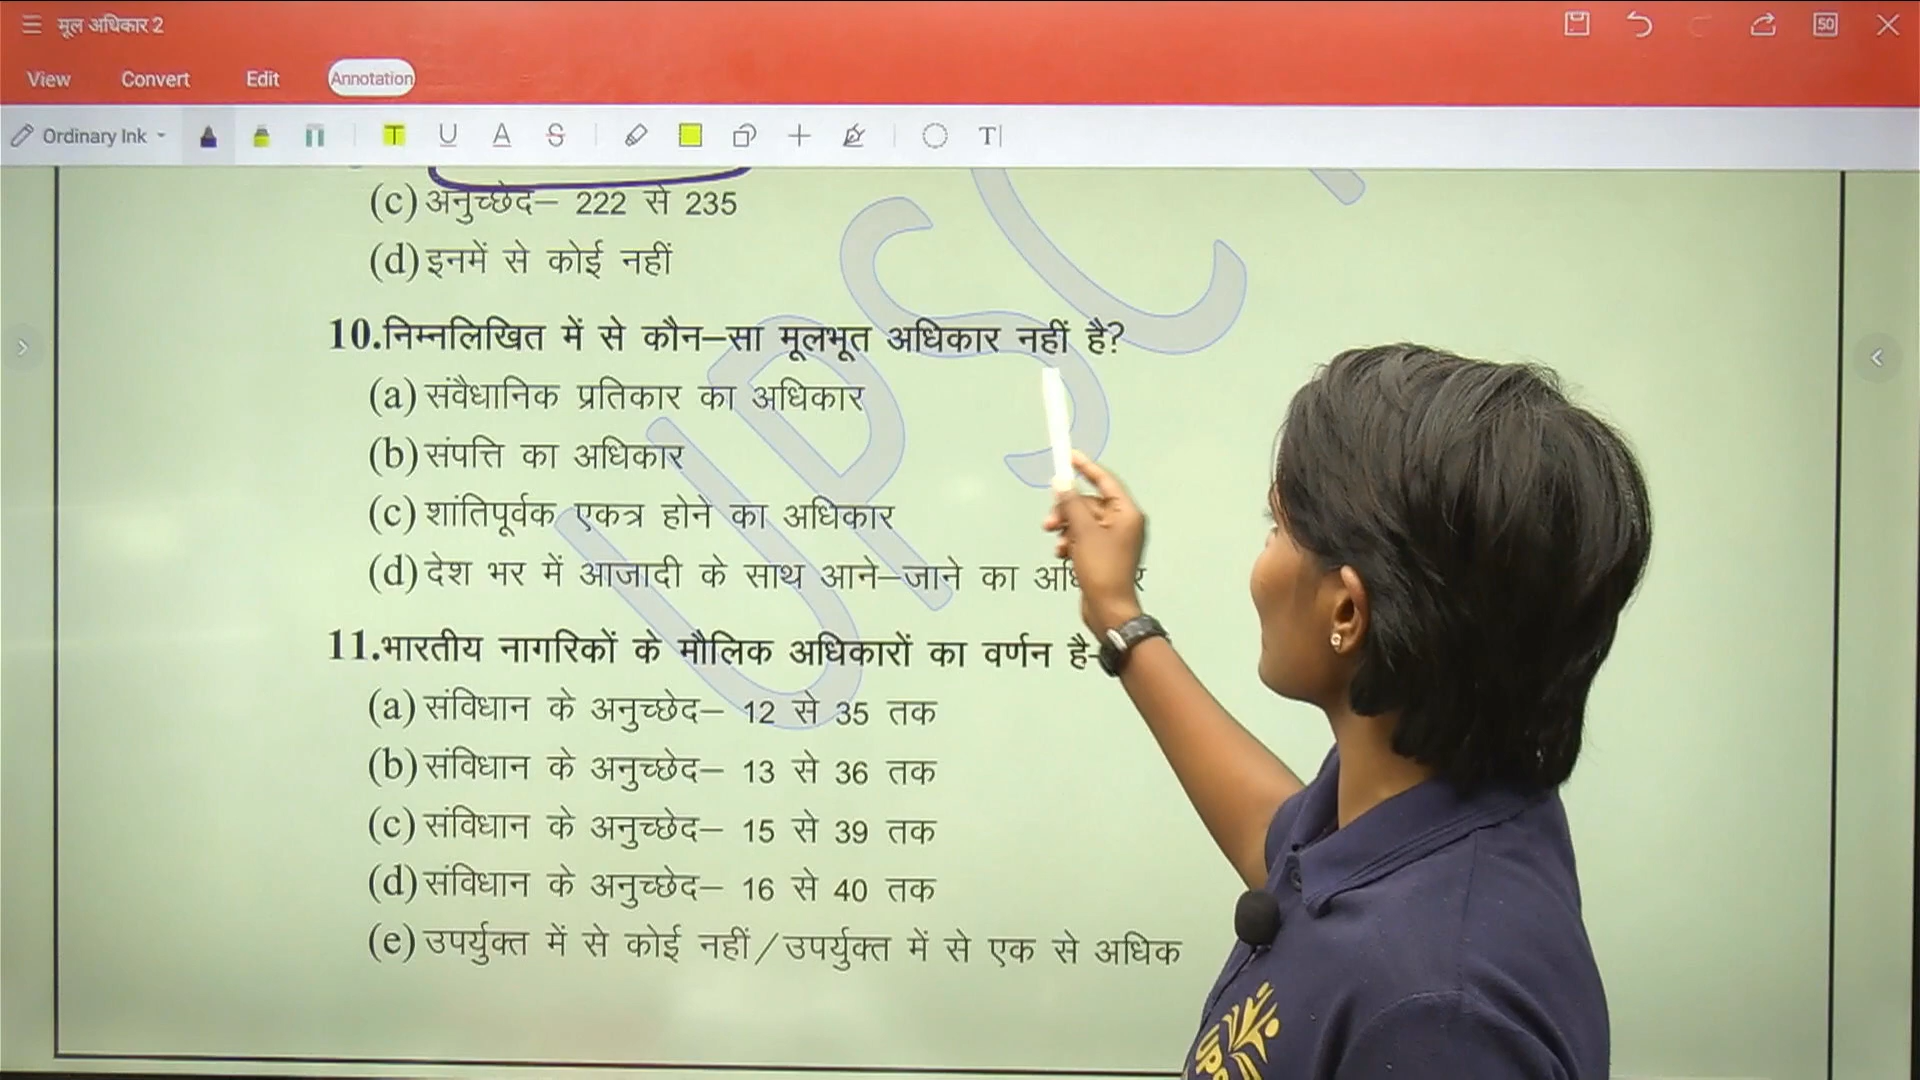 मूल अधिकार 2
50
View Convert Edit Annotation
Ordinary Ink
(c) अनुच्छेद– 222 से 235
(d) इनमें से कोई नहीं
10. निम्नलिखित में से कौन–सा मूलभूत अधिकार नहीं है?
(a) संवैधानिक प्रतिकार का अधिकार
(b) संपत्ति का अधिकार
(c) शांतिपूर्वक एकत्र होने का अधिकार
(d) देश भर में आजादी के साथ आने–जाने का
11. भारतीय नागरिकों के मौलिक अधिकारों का वर्णन है–
(a) संविधान के अनुच्छेद– 12 से 35 तक
(b) संविधान के अनुच्छेद– 13 से 36 तक
(c) संविधान के अनुच्छेद– 15 से 39 तक
(d) संविधान के अनुच्छेद– 16 से 40 तक
(e) उपर्युक्त में से कोई नहीं/उपर्युक्त में से एक से अधिक
UPSC